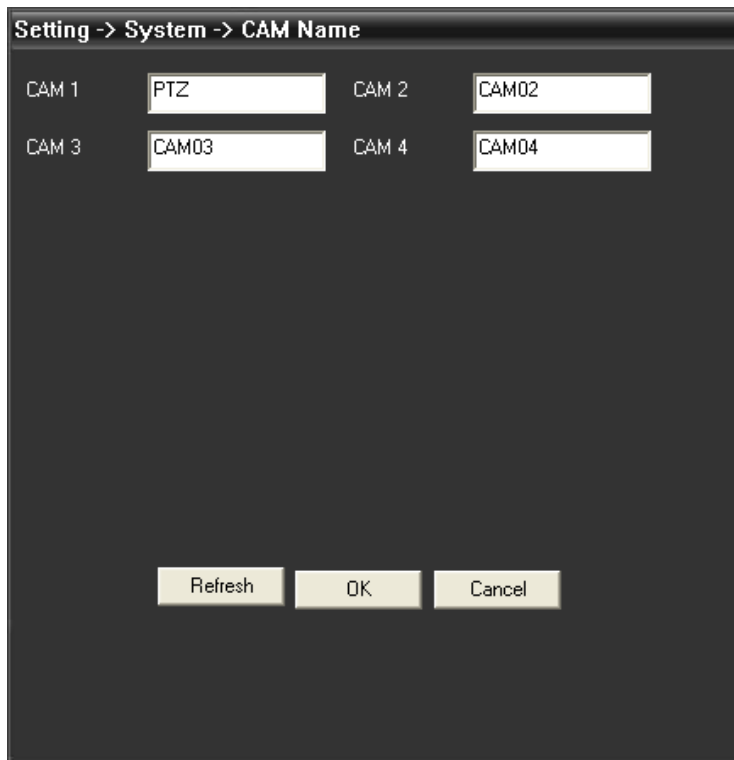 Setting -> System -> CAM Name
CAM 1 PTZ CAM 2 CAM02
CAM 3 CAM03 CAM 4 CAM04
Refresh OK Cancel